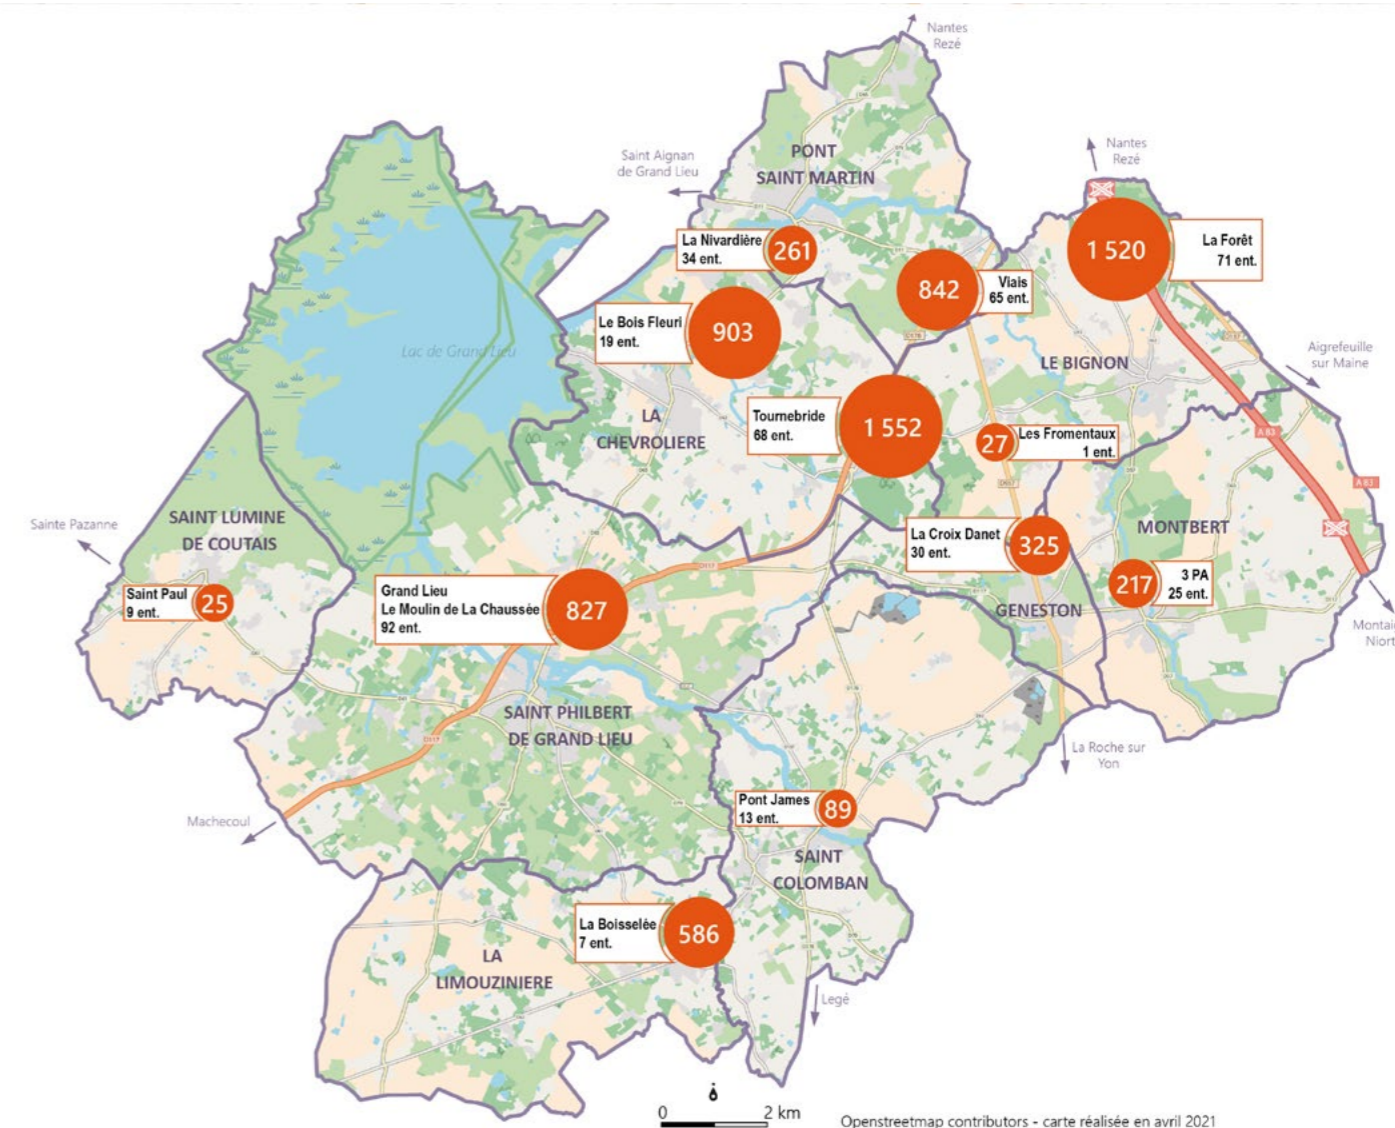 Nantes
Rezé
Saint Aignan
de Grand Lieu
PONT
SAINT MARTIN
Nantes
Rezé
La Nivardière
34 ent.
261
1 520
La Forêt
71 ent.
842
Viais
65 ent.
Le Bois Fleuri
19 ent.
903
Lac de Grand Lieu
LE BIGNON
Aigrefeuille
sur Maine
LA
CHEVROLIERE
Tournebride
68 ent.
1 552
27
Les Fromentaux
1 ent.
A 83
A 83
Sainte Pazanne
SAINT LUMINE
DE COUTAIS
MONTBERT
La Croix Danet
30 ent.
325
Saint Paul
9 ent.
25
Grand Lieu
Le Moulin de La Chaussée
92 ent.
827
D117
217
3 PA
25 ent.
GENESTON
Montai
Niort
SAINT PHILBERT
DE GRAND LIEU
D117
La Roche sur
Yon
Machecoul
Pont James
13 ent.
89
SAINT
COLOMBAN
La Boisselée
7 ent.
586
LA
LIMOUZINIERE
Legé
0 2 km
Openstreetmap contributors - carte réalisée en avril 2021